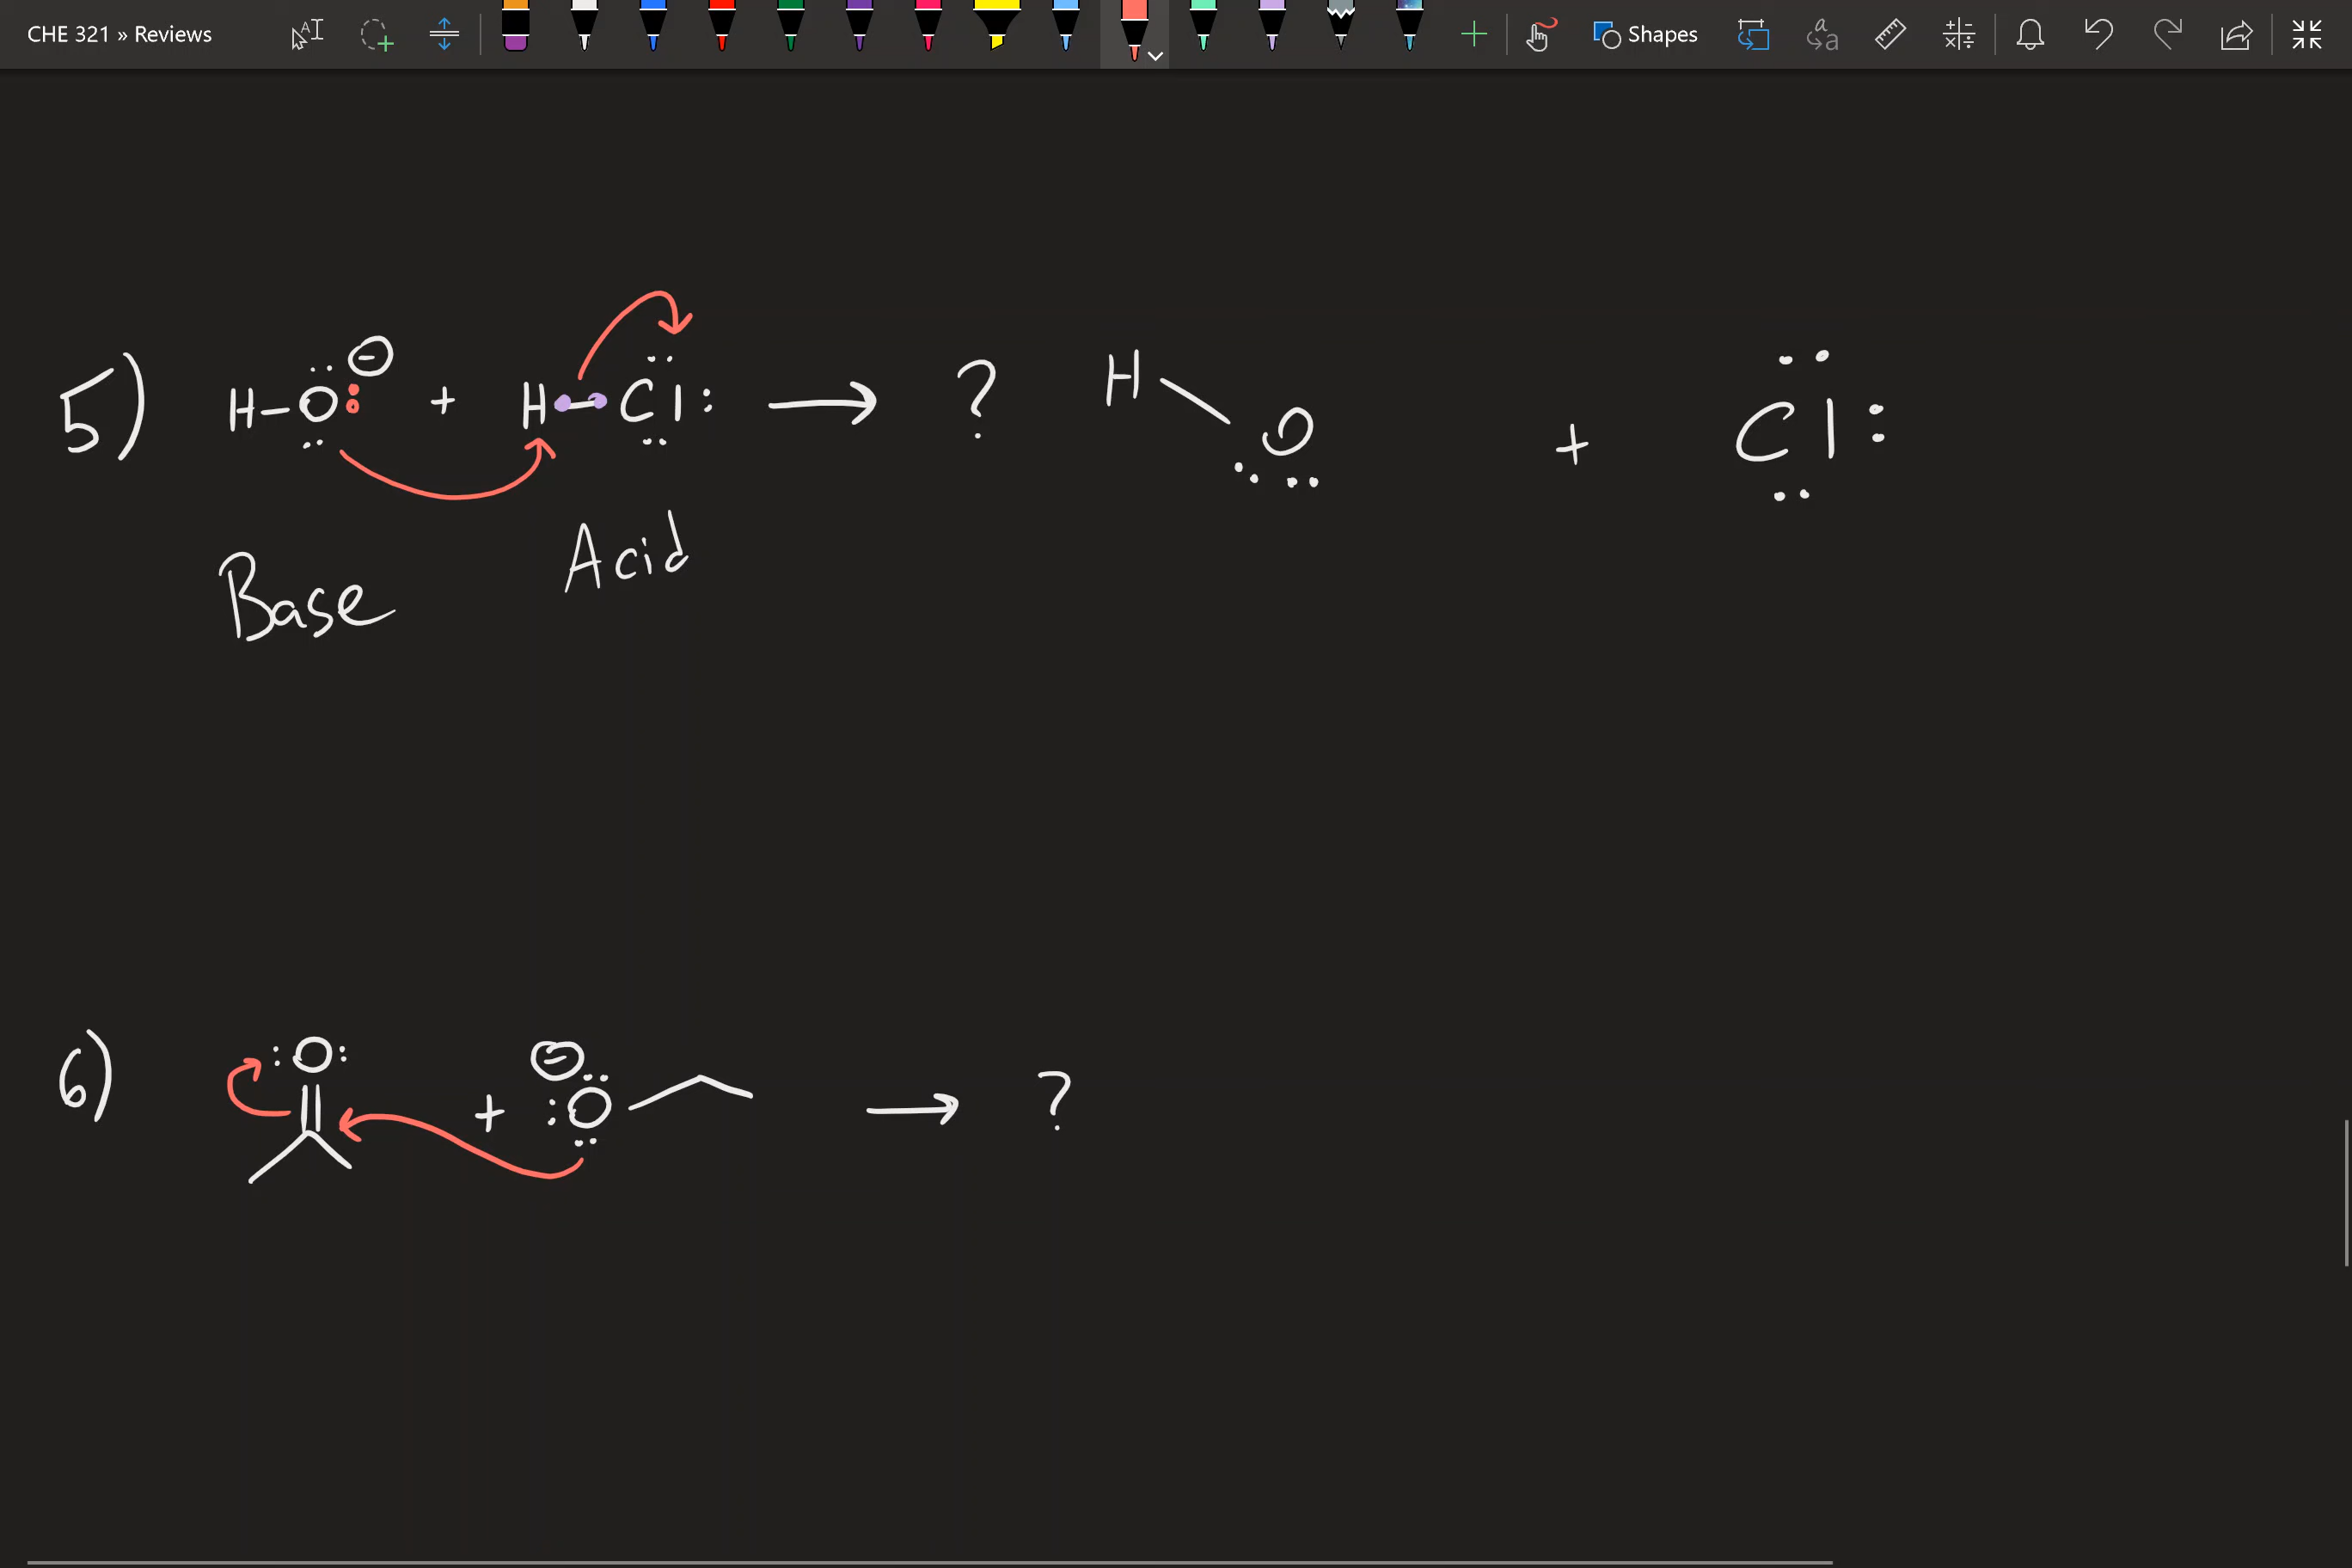 CHE 321 » Reviews
Shapes
5) H-O: ⊖ + H-Cl: → ? H O + Cl:
Base Acid
6) :O: + ⊖ :O → ?